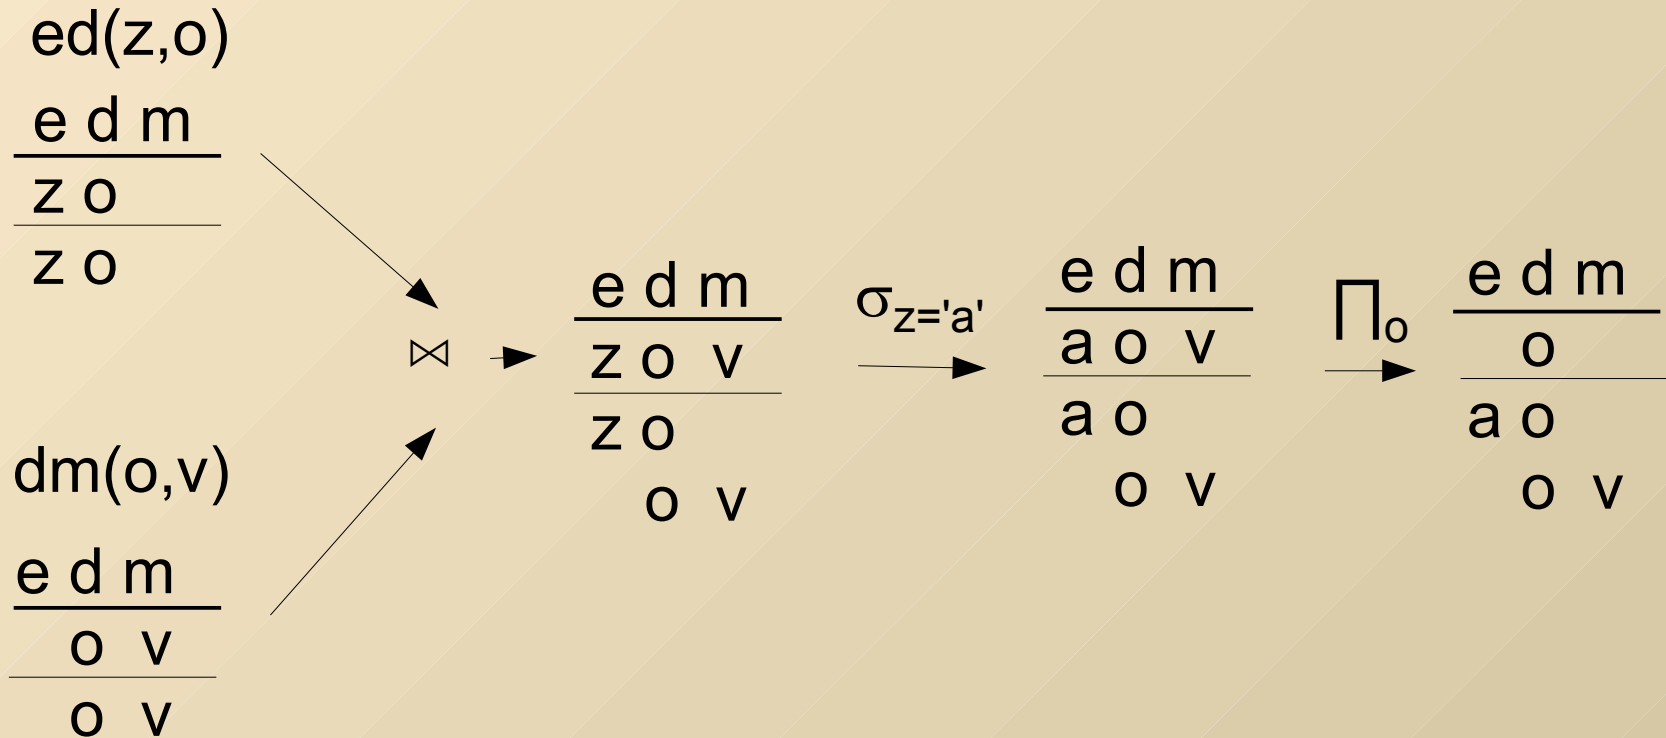 ed(z,o)
e d m
z o
z o
dm(o,v)
e d m
o v
o v
⋈
e d m
z o v
z o
o v
σz='a'
e d m
a o v
a o
o v
∏o
e d m
o
a o
o v